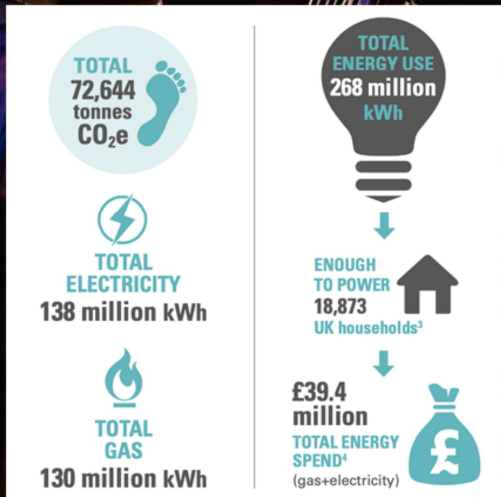 TOTAL
72,644
tonnes
CO₂e
TOTAL
ELECTRICITY
138 million kWh
TOTAL
GAS
130 million kWh
TOTAL
ENERGY USE
268 million
kWh
ENOUGH
TO POWER
18,873
UK households³
£39.4
million
TOTAL ENERGY
SPEND⁴
(gas+electricity)
£